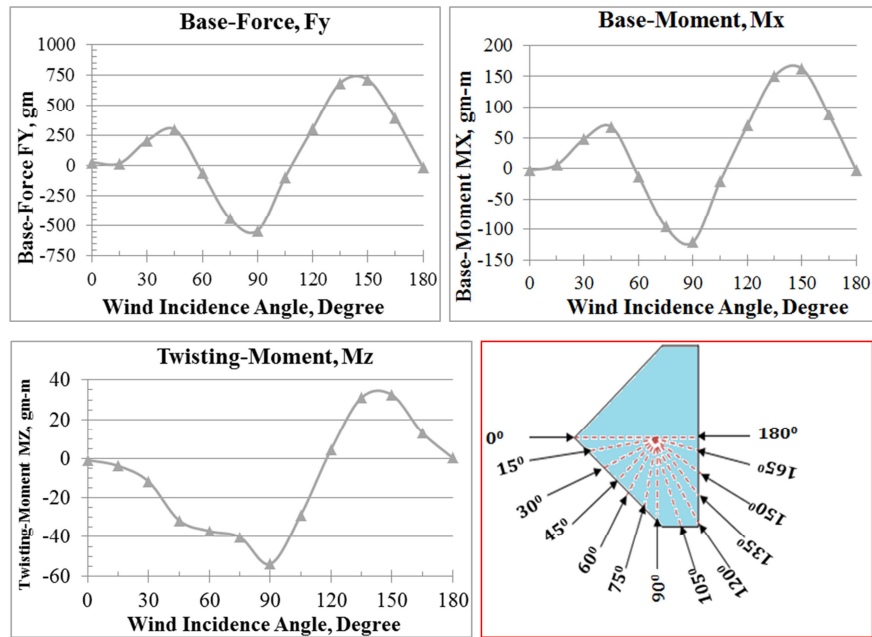 Base-Force, Fy
Base-Force FY, gm
1000
750
500
250
0
-250
-500
-750
0 30 60 90 120 150 180
Wind Incidence Angle, Degree
Base-Moment, Mx
Base-Moment MX, gm-m
200
150
100
50
0
-50
-100
-150
0 30 60 90 120 150 180
Wind Incidence Angle, Degree
Twisting-Moment, Mz
Twisting-Moment MZ, gm-m
40
20
0
-20
-40
-60
0 30 60 90 120 150 180
Wind Incidence Angle, Degree
0⁰
15⁰
30⁰
45⁰
60⁰
75⁰
90⁰
105⁰
120⁰
135⁰
150⁰
165⁰
180⁰